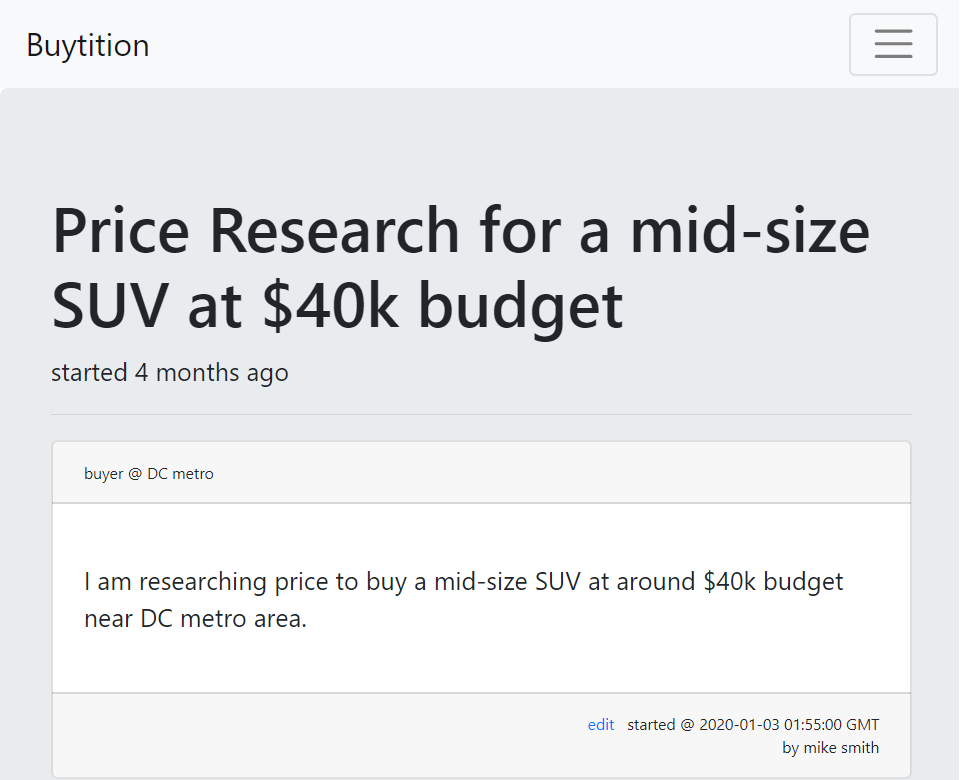 Buytition
Price Research for a mid-size
SUV at $40k budget
started 4 months ago
buyer @ DC metro
I am researching price to buy a mid-size SUV at around $40k budget
near DC metro area.
edit started @ 2020-01-03 01:55:00 GMT
by mike smith